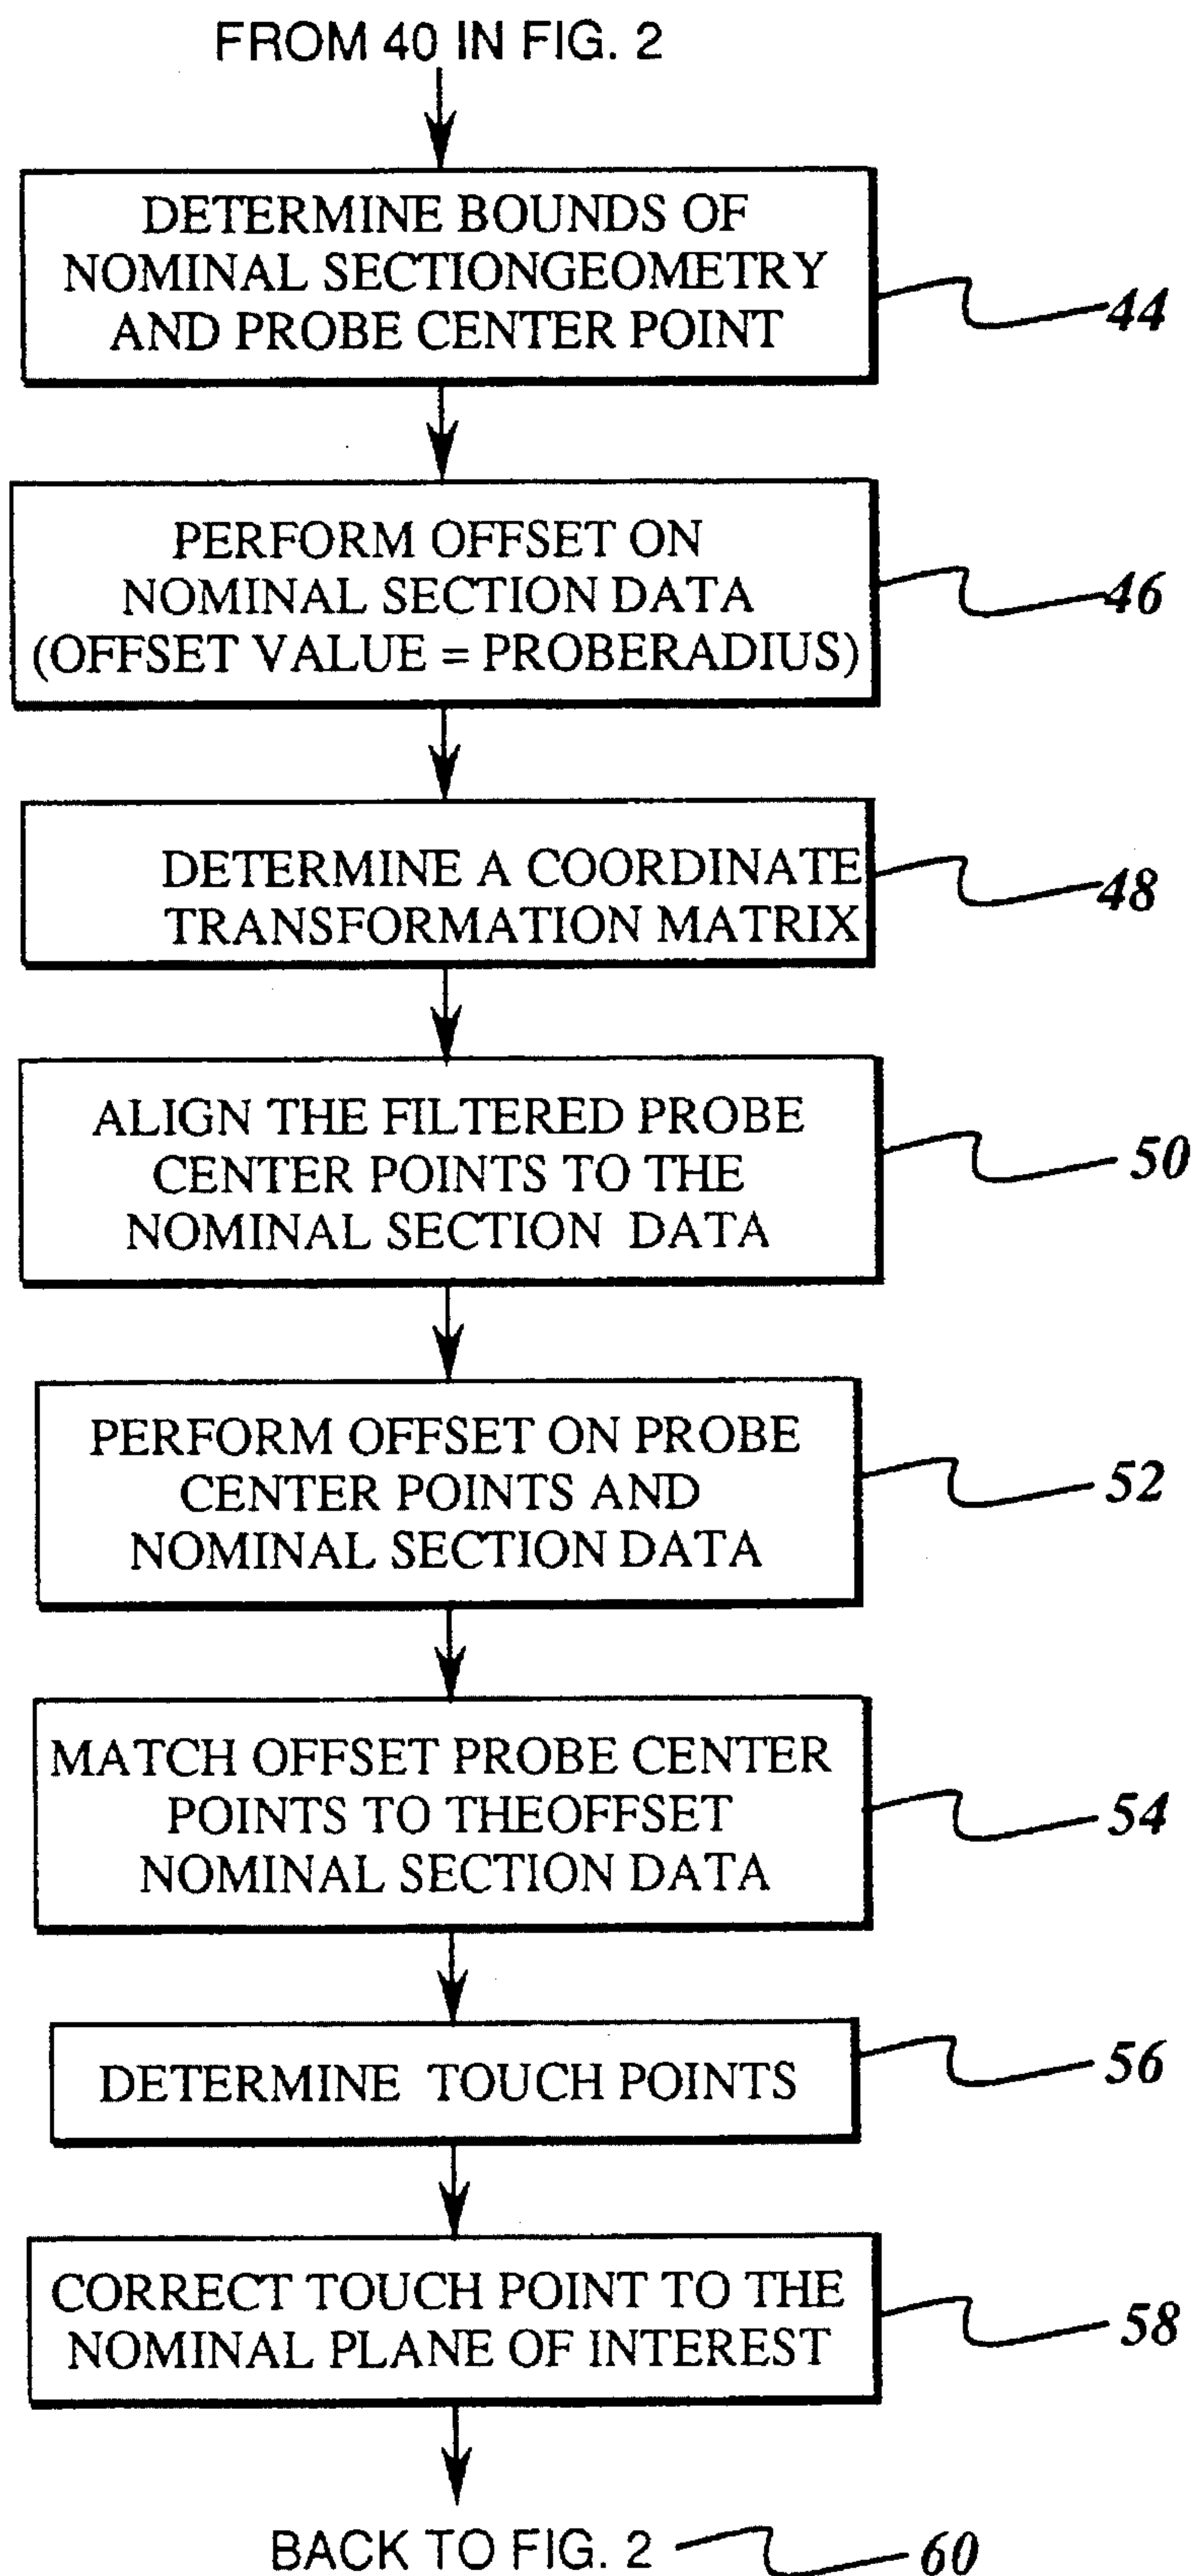 FROM 40 IN FIG. 2
DETERMINE BOUNDS OF
NOMINAL SECTIONGEOMETRY
AND PROBE CENTER POINT
44
PERFORM OFFSET ON
NOMINAL SECTION DATA
(OFFSET VALUE = PROBERADIUS)
46
DETERMINE A COORDINATE
TRANSFORMATION MATRIX
48
ALIGN THE FILTERED PROBE
CENTER POINTS TO THE
NOMINAL SECTION DATA
50
PERFORM OFFSET ON PROBE
CENTER POINTS AND
NOMINAL SECTION DATA
52
MATCH OFFSET PROBE CENTER
POINTS TO THEOFFSET
NOMINAL SECTION DATA
54
DETERMINE TOUCH POINTS
56
CORRECT TOUCH POINT TO THE
NOMINAL PLANE OF INTEREST
58
BACK TO FIG. 2
60